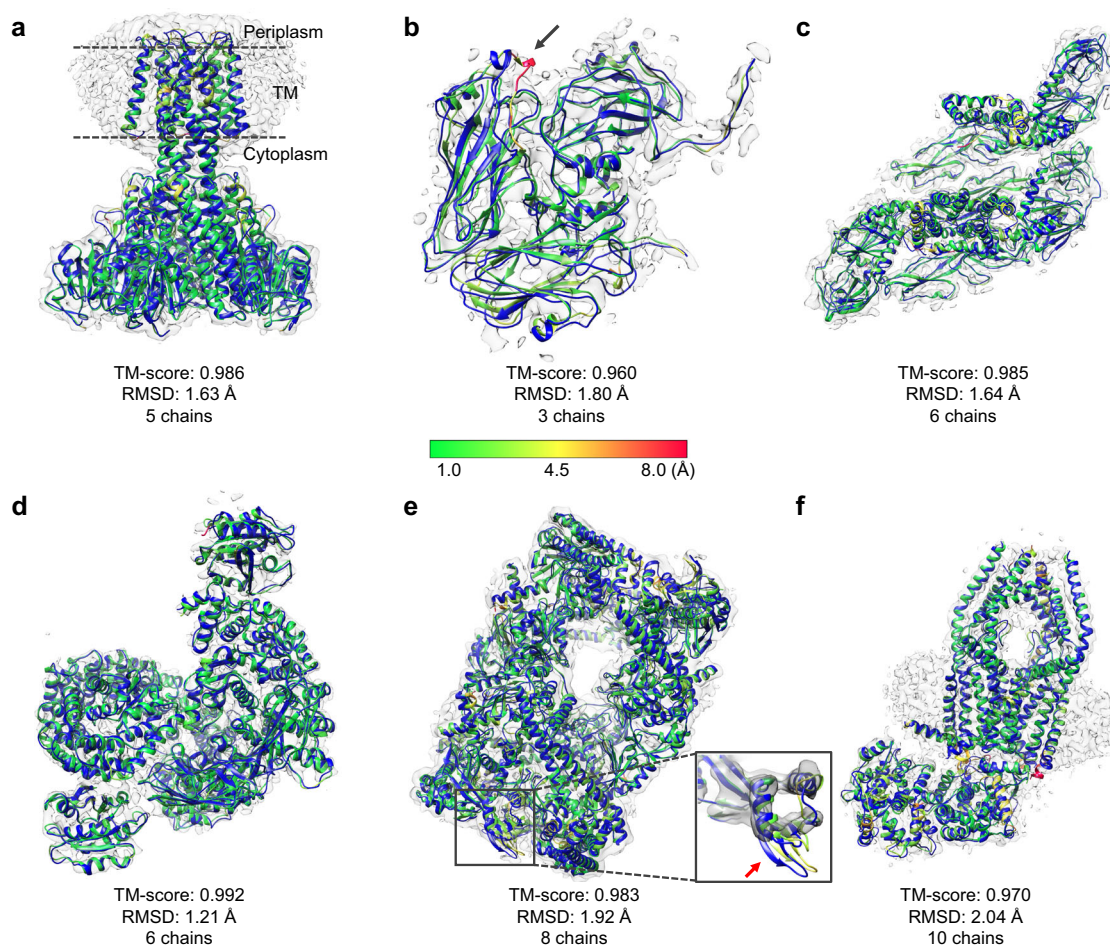 a
Periplasm
TM
Cytoplasm
TM-score: 0.986
RMSD: 1.63 Å
5 chains
b
TM-score: 0.960
RMSD: 1.80 Å
3 chains
c
TM-score: 0.985
RMSD: 1.64 Å
6 chains
1.0 4.5 8.0 (Å)
d
TM-score: 0.992
RMSD: 1.21 Å
6 chains
e
TM-score: 0.983
RMSD: 1.92 Å
8 chains
f
TM-score: 0.970
RMSD: 2.04 Å
10 chains